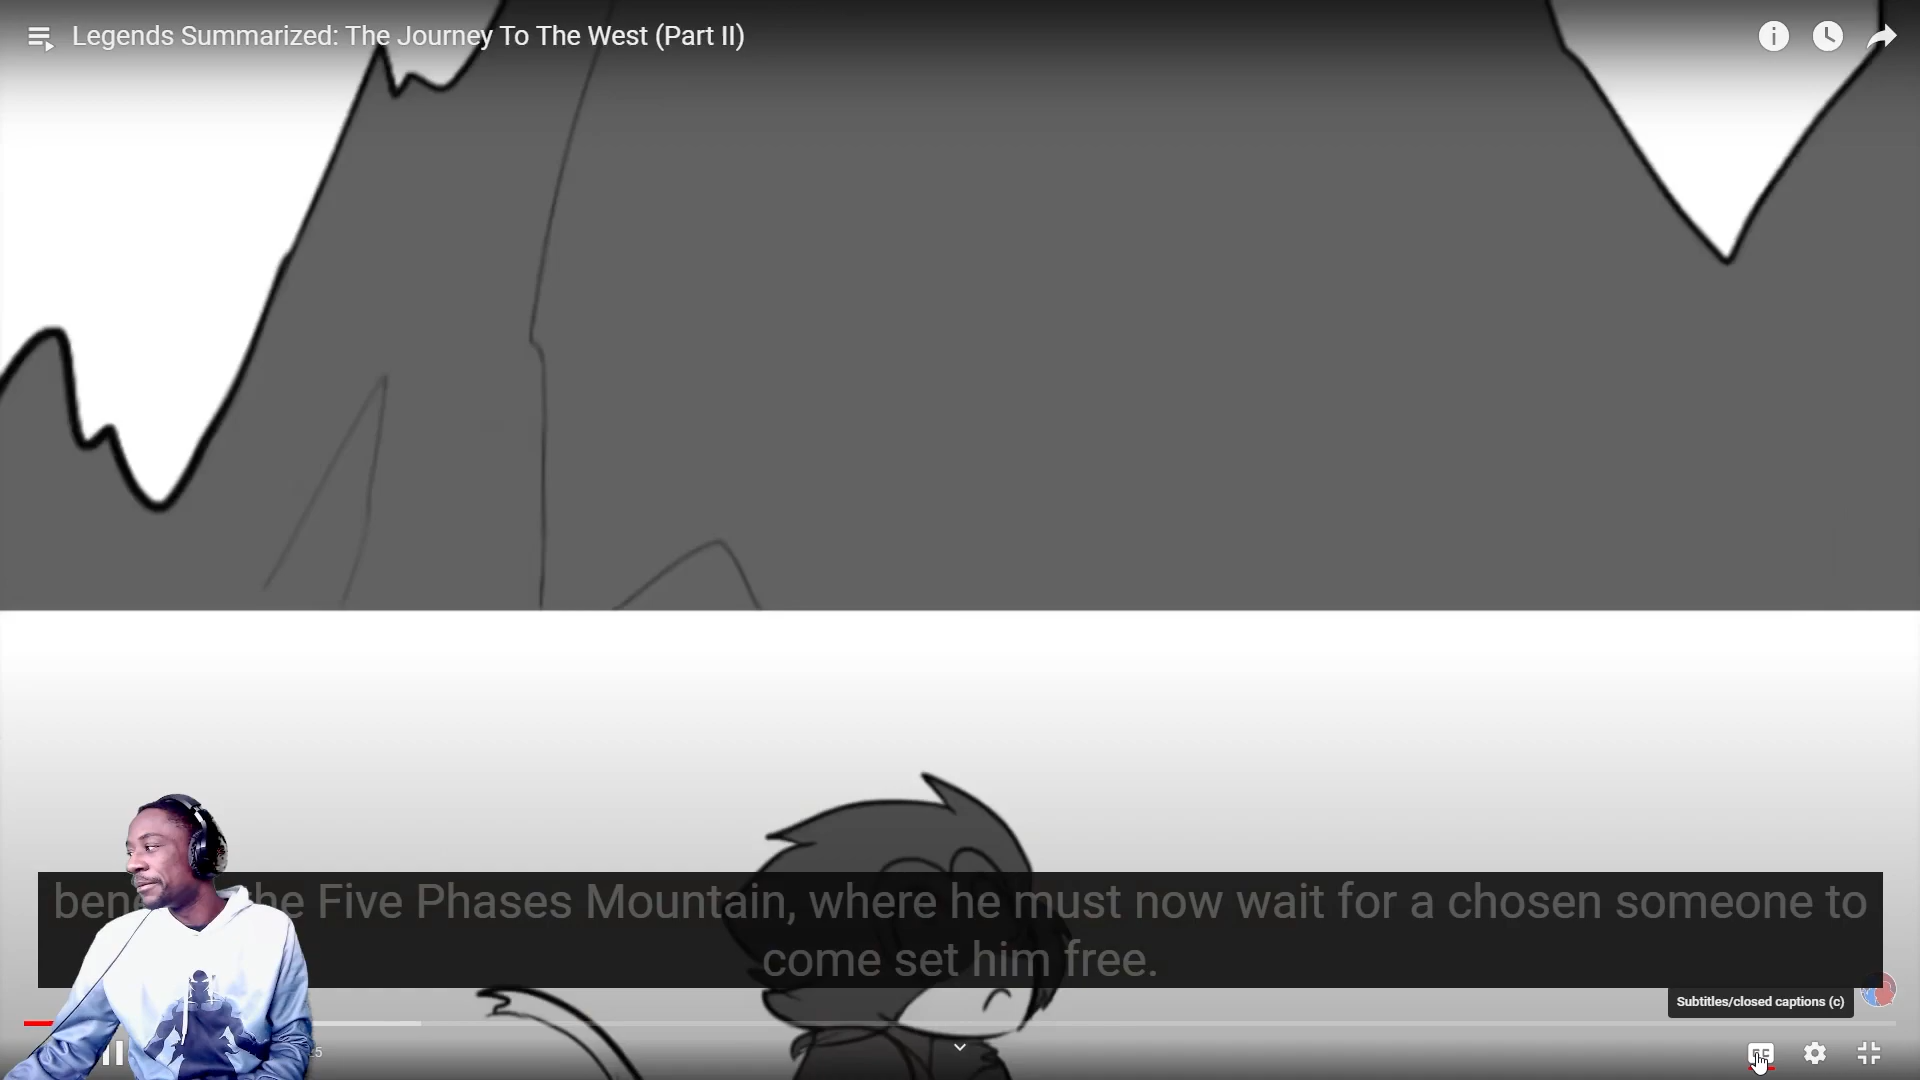 Legends Summarized: The Journey To The West (Part II)
he Five Phases Mountain, where he must now wait for a chosen someone to
come set him free.
Subtitles/closed captions (c)